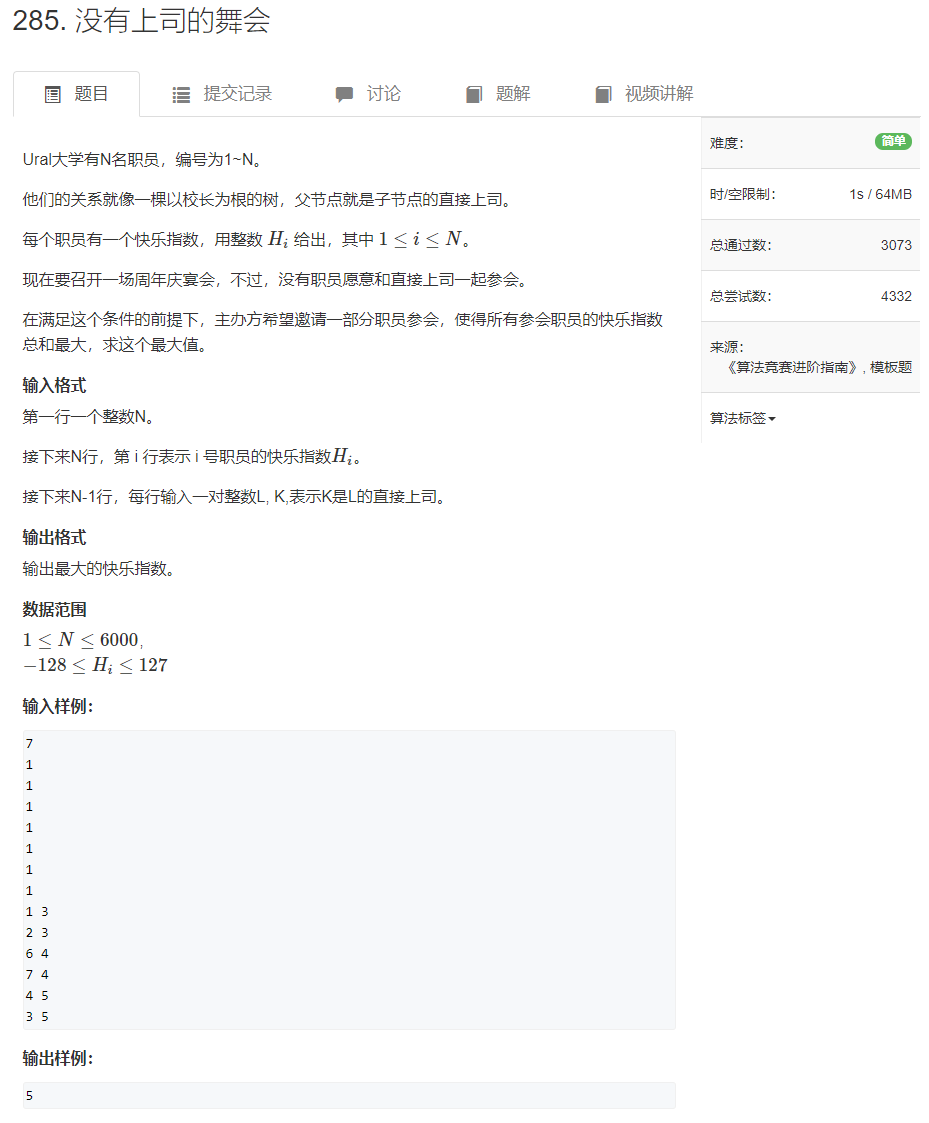 285. 没有上司的舞会
题目 提交记录 讨论 题解 视频讲解
Ural大学有N名职员，编号为1~N。
他们的关系就像一棵以校长为根的树，父节点就是子节点的直接上司。
每个职员有一个快乐指数，用整数 Hi 给出，其中 1 ≤ i ≤ N。
现在要召开一场周年庆宴会，不过，没有职员愿意和直接上司一起参会。
在满足这个条件的前提下，主办方希望邀请一部分职员参会，使得所有参会职员的快乐指数
总和最大，求这个最大值。
输入格式
第一行一个整数N。
接下来N行，第 i 行表示 i 号职员的快乐指数Hi。
接下来N-1行，每行输入一对整数L, K,表示K是L的直接上司。
输出格式
输出最大的快乐指数。
数据范围
1 ≤ N ≤ 6000,
−128 ≤ Hi ≤ 127
输入样例：
7
1
1
1
1
1
1
1
1 3
2 3
6 4
7 4
4 5
3 5
输出样例：
5
难度： 简单
时/空限制： 1s / 64MB
总通过数： 3073
总尝试数： 4332
来源：
《算法竞赛进阶指南》, 模板题
算法标签